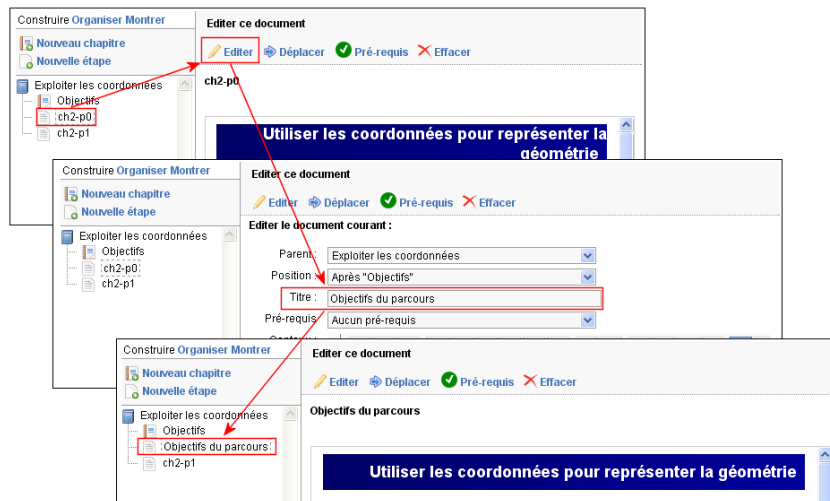 Construire Organiser Montrer
Editer ce document
Nouveau chapitre
Nouvelle étape
Editer Déplacer Pré-requis Effacer
Exploiter les coordonnées
Objectifs
ch2-p0
ch2-p1
ch2-p0
Utiliser les coordonnées pour représenter la
géométrie
Construire Organiser Montrer
Editer ce document
Nouveau chapitre
Nouvelle étape
Editer Déplacer Pré-requis Effacer
Editer le document courant :
Exploiter les coordonnées
Objectifs
ch2-p0
ch2-p1
Parent : Exploiter les coordonnées
Position : Après "Objectifs"
Titre : Objectifs du parcours
Pré-requis Aucun pré-requis
Construire Organiser Montrer
Editer ce document
Nouveau chapitre
Nouvelle étape
Editer Déplacer Pré-requis Effacer
Exploiter les coordonnées
Objectifs
Objectifs du parcours
ch2-p1
Objectifs du parcours
Utiliser les coordonnées pour représenter la géométrie